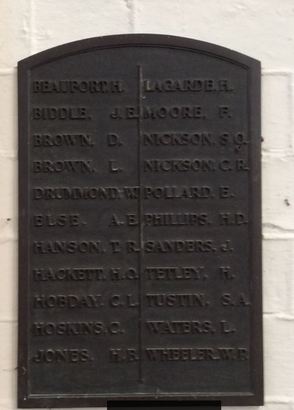 BEAUFORT. H.
BIDDLE, J. E.
BROWN, D.
BROWN, L.
DRUMMOND. W.
ELSE. A. E.
HANSON, T. R.
HACKETT. H. O.
HOBDAY. C. L.
HOSKINS. C.
JONES. H. R.
LAGARDE. H.
MOORE, F.
NICKSON, S. O.
NICKSON, C. R.
POLLARD, E.
PHILLIPS. H. D.
SANDERS. J.
TETLEY. H.
TUSTIN. S. A.
WATERS. L.
WHEELER. W. P.